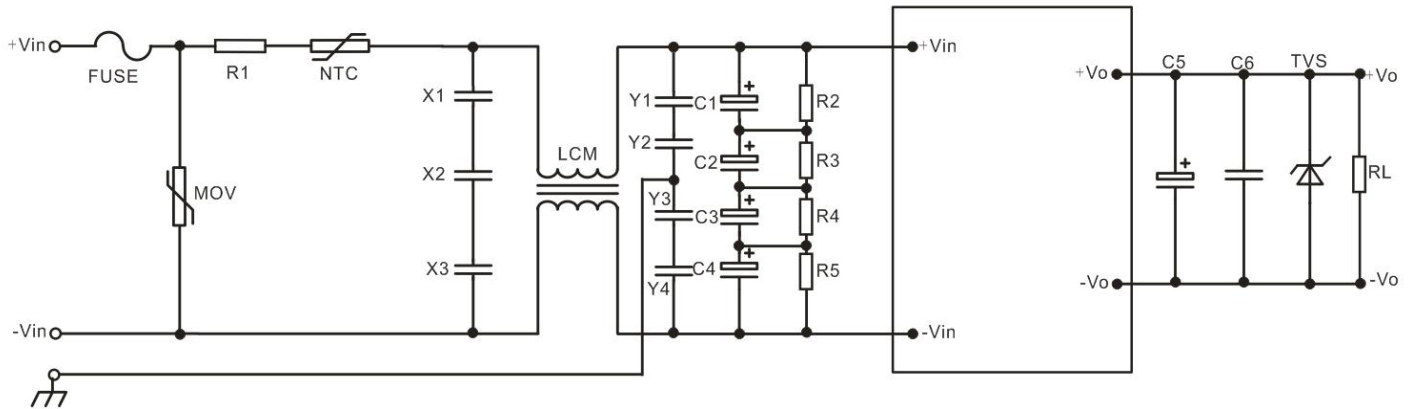 +Vin
FUSE
R1
NTC
MOV
-Vin
X1
X2
X3
LCM
Y1
Y2
Y3
Y4
C1
+
C2
+
C3
+
C4
+
R2
R3
R4
R5
+Vin
-Vin
+Vo
-Vo
C5
+
C6
TVS
RL
+Vo
-Vo